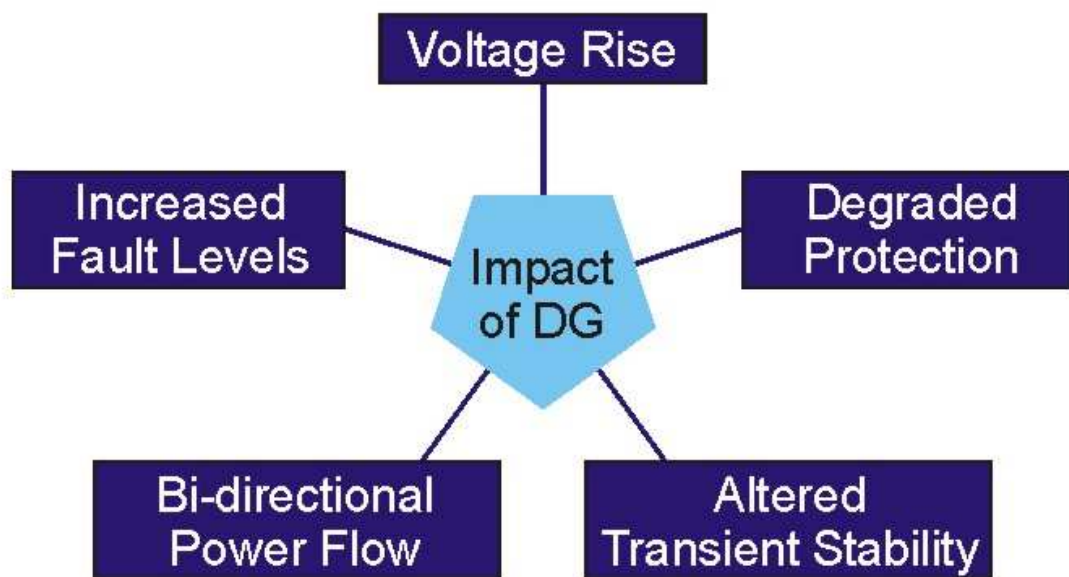 Voltage Rise
Increased
Fault Levels
Degraded
Protection
Impact
of DG
Bi-directional
Power Flow
Altered
Transient Stability